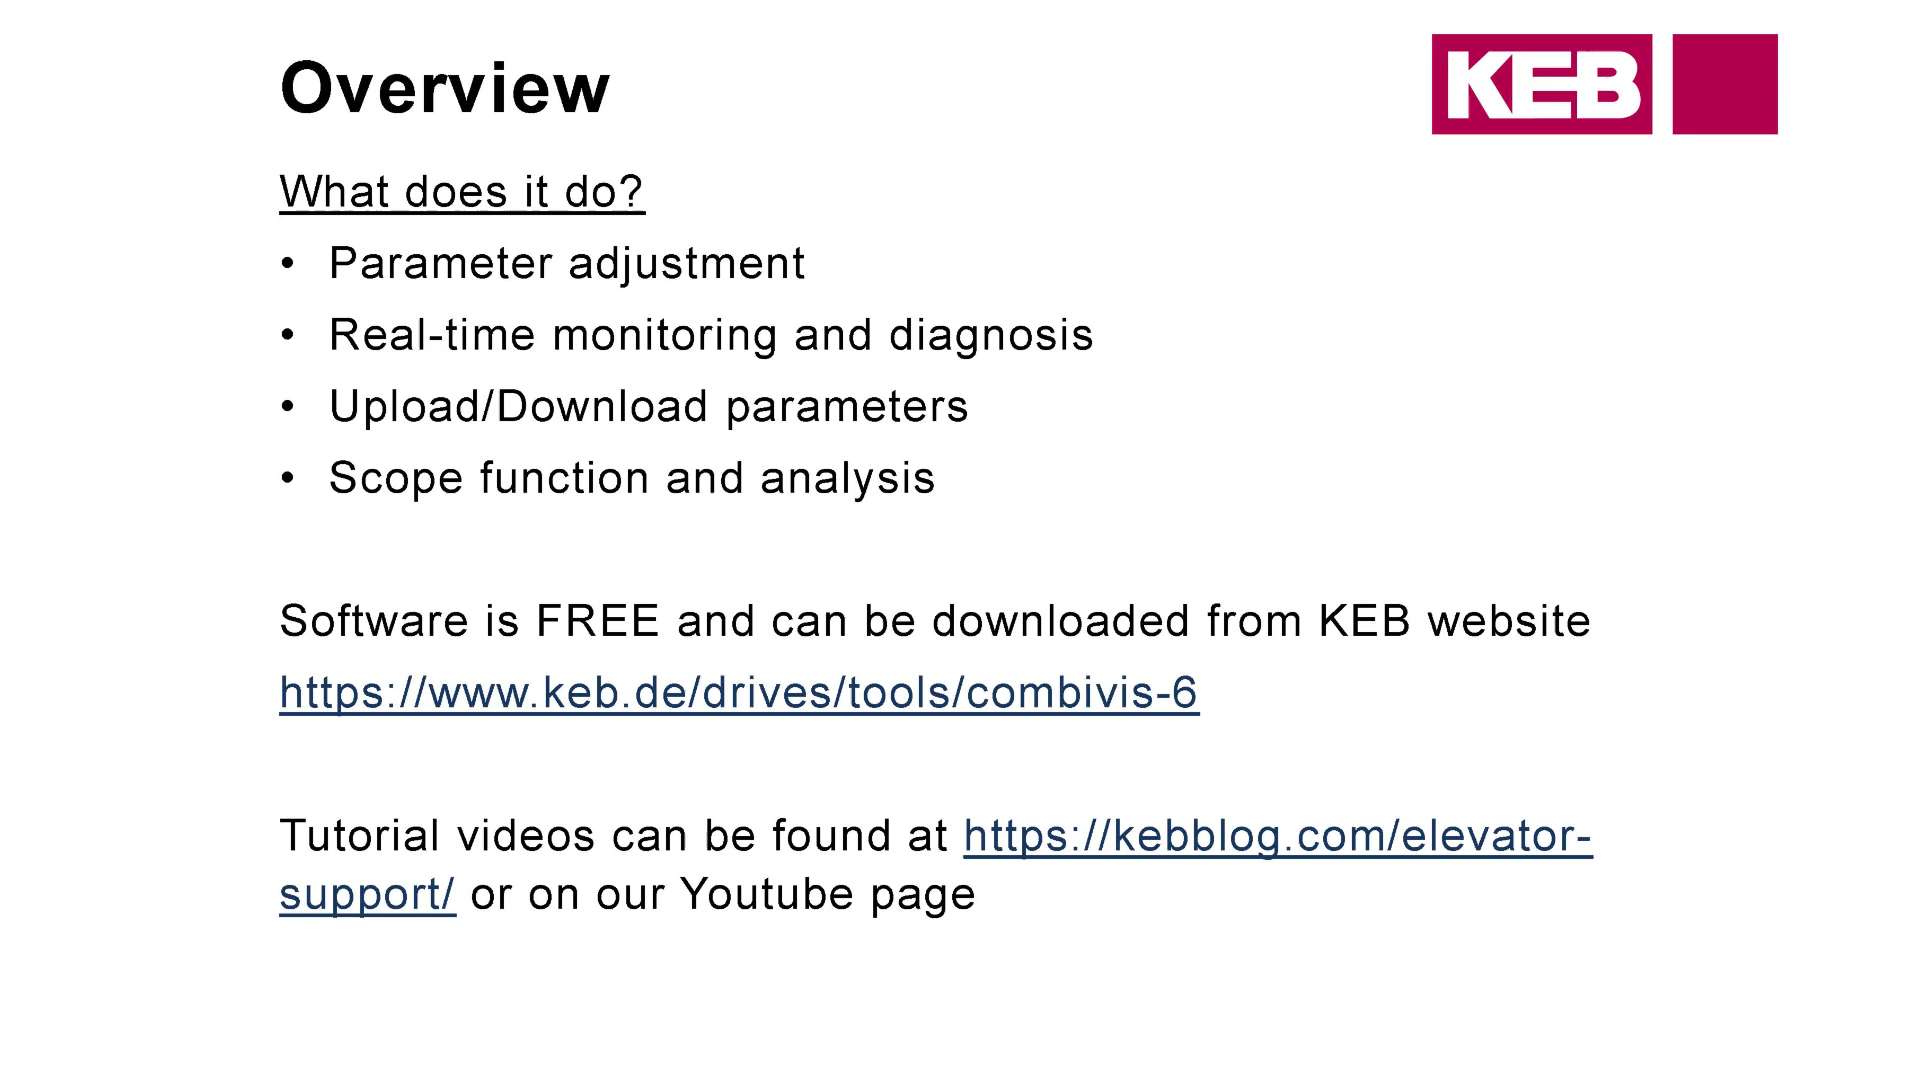 Overview
KEB
What does it do?
• Parameter adjustment
• Real-time monitoring and diagnosis
• Upload/Download parameters
• Scope function and analysis
Software is FREE and can be downloaded from KEB website
https://www.keb.de/drives/tools/combivis-6
Tutorial videos can be found at https://kebblog.com/elevator-
support/ or on our Youtube page